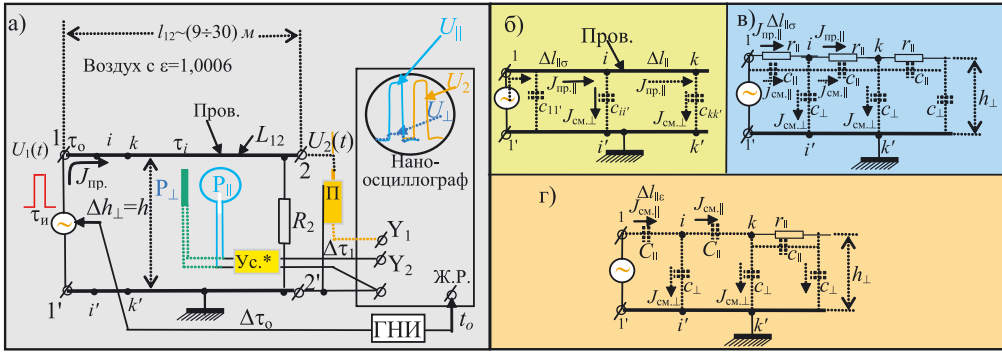 а)
l₁₂~(9÷30) м
Воздух с ε=1,0006
U∥
U₂
U⊥
Нано-
осциллограф
Пров.
1 τₒ i k τᵢ L₁₂ U₂(t)
U₁(t)
2
Jпр.
P⊥
P∥
R₂
П
τи
Δh⊥=h
Δτ₁
Y₁
Ус.*
Y₂
2'
Ж.Р.
1' i' k'
Δτₒ
ГНИ
tₒ
б)
Пров.
1 Δl∥σ i Δl∥ k
Jпр.∥ Jпр.∥
c₁₁' cᵢᵢ' cₖₖ'
Jсм.⊥ Jсм.⊥
1' i' k'
в)
Jпр.∥ Δl∥σ Jпр.∥
1 r∥ i r∥ k r∥
c∥ c∥ c∥
Jсм.∥ Jсм.∥
c⊥ c⊥ c⊥ h⊥
Jсм.⊥ Jсм.⊥
1' i' k'
г)
Δl∥ε
Jсм.∥ Jсм.∥
1 i k r∥
C∥ C∥ c∥
c⊥ c⊥ c⊥ h⊥
Jсм.⊥ Jсм.⊥
1' i' k'